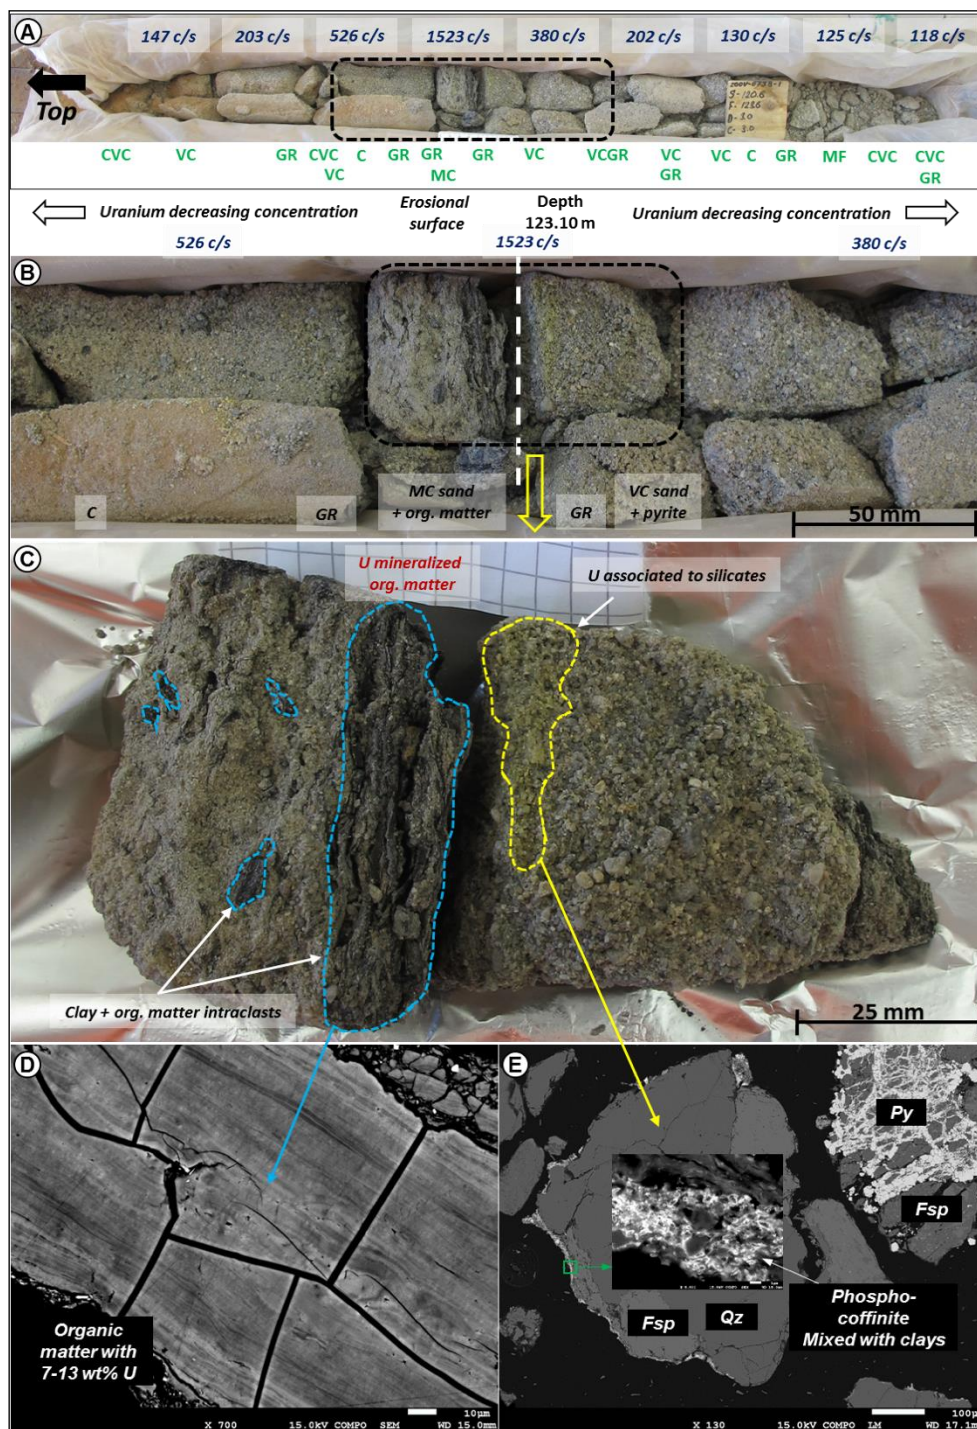 A
147 c/s 203 c/s 526 c/s 1523 c/s 380 c/s 202 c/s 130 c/s 125 c/s 118 c/s
Top
CVC VC GR CVC C GR GR GR VC VCGR VC VC C GR MF CVC CVC
VC MC GR GR
Uranium decreasing concentration Erosional surface Depth 123.10 m Uranium decreasing concentration
526 c/s 1523 c/s 380 c/s
B
C GR MC sand + org. matter GR VC sand + pyrite
50 mm
C
U mineralized org. matter
U associated to silicates
Clay + org. matter intraclasts
25 mm
D
Organic matter with 7-13 wt% U
10µm
X 700 15.0kV COMPO SEM WD 15.0mm
E
Py
Fsp
Fsp Qz
Phospho-coffinite Mixed with clays
100µ
X 130 15.0kV COMPO LM WD 17.1m